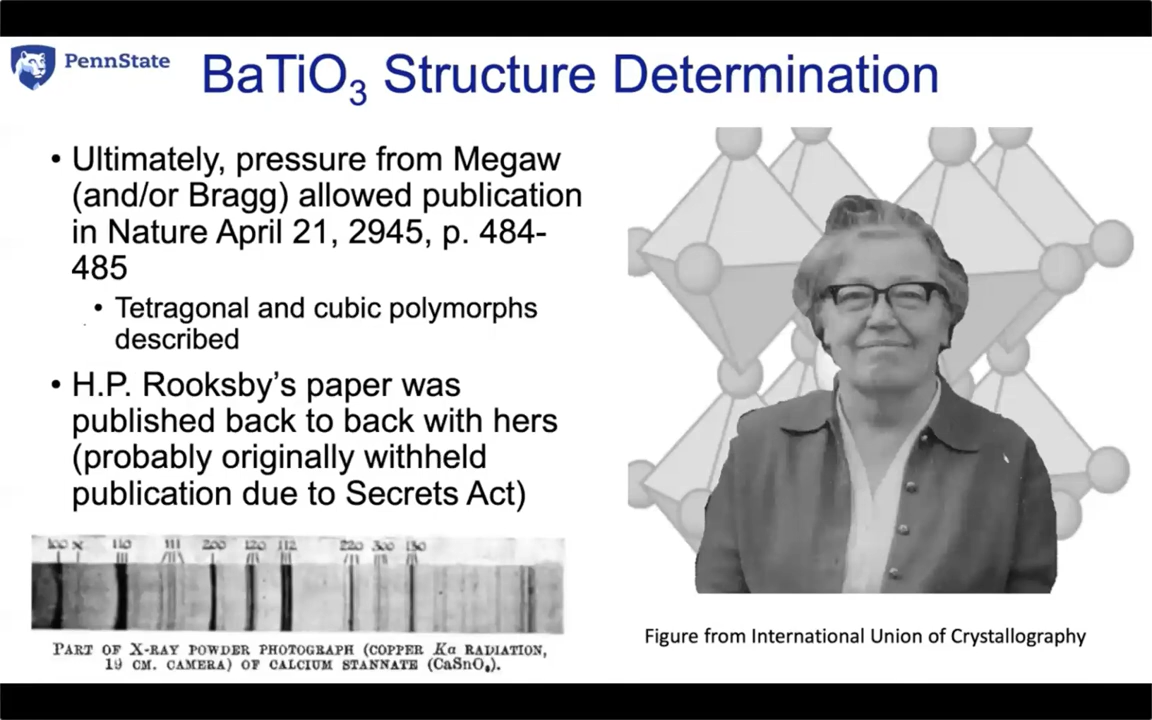 PennState
BaTiO3 Structure Determination
• Ultimately, pressure from Megaw
(and/or Bragg) allowed publication
in Nature April 21, 2945, p. 484-
485
• Tetragonal and cubic polymorphs
described
• H.P. Rooksby's paper was
published back to back with hers
(probably originally withheld
publication due to Secrets Act)
100 × 110 111 200 120 112 220 300 130
PART OF X-RAY POWDER PHOTOGRAPH (COPPER Kα RADIATION,
19 CM. CAMERA) OF CALCIUM STANNATE (CaSnO3).
Figure from International Union of Crystallography